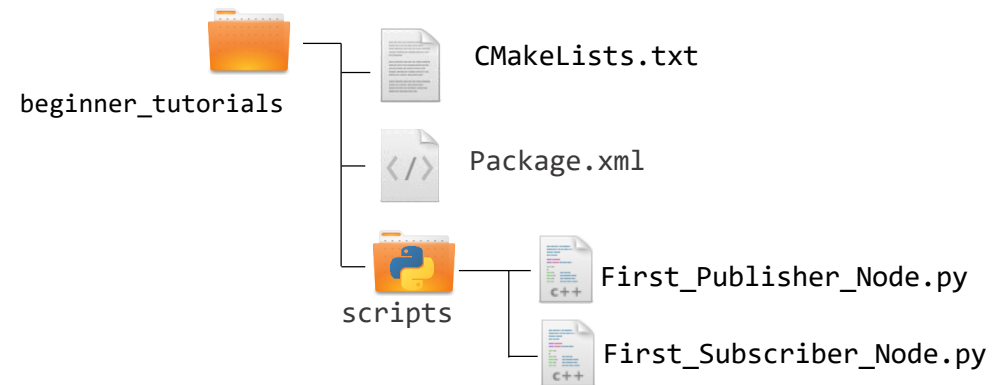 CMakeLists.txt
beginner_tutorials
Package.xml
scripts
First_Publisher_Node.py
C++
First_Subscriber_Node.py
C++